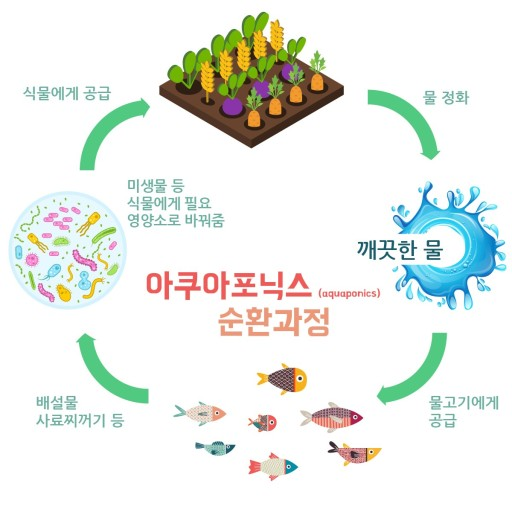 식물에게 공급
물 정화
미생물 등
식물에게 필요
영양소로 바꿔줌
깨끗한 물
아쿠아포닉스 (aquaponics)
순환과정
배설물
사료찌꺼기 등
물고기에게
공급